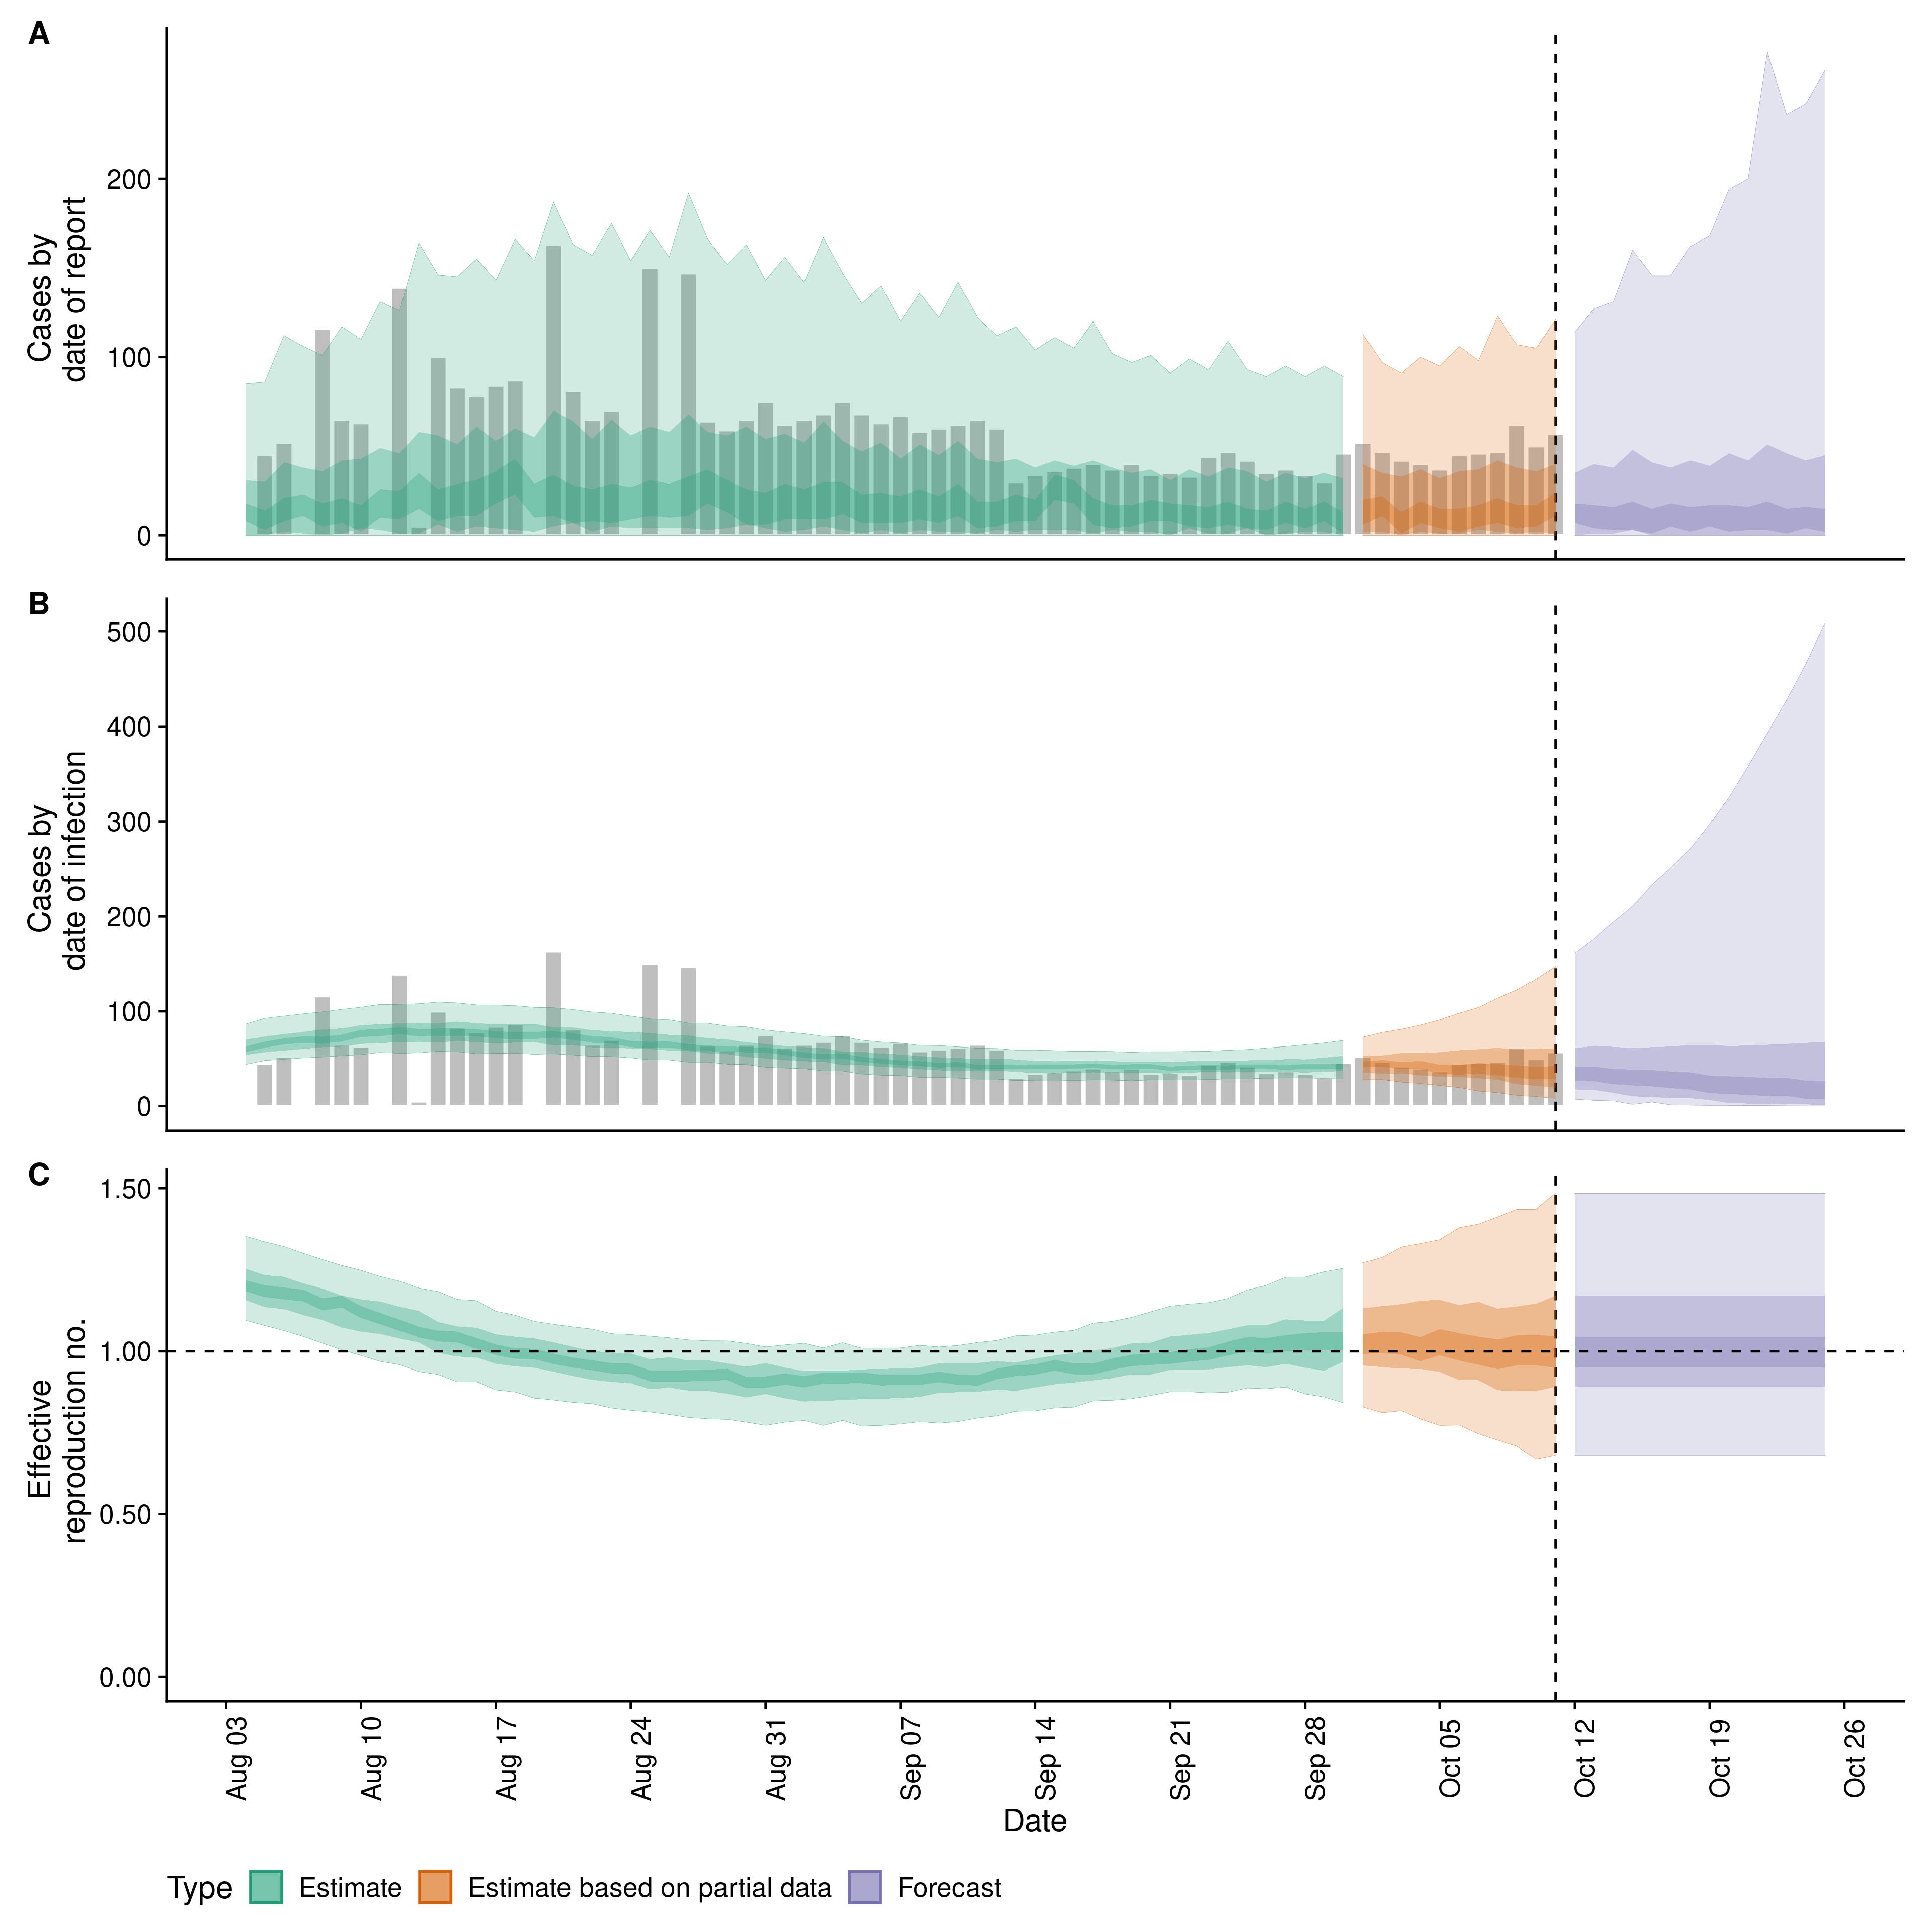 A
Cases by
date of report
200
100
0
B
Cases by
date of infection
500
400
300
200
100
0
C
Effective
reproduction no.
1.50
1.00
0.50
0.00
Aug 03
Aug 10
Aug 17
Aug 24
Aug 31
Sep 07
Sep 14
Sep 21
Sep 28
Oct 05
Oct 12
Oct 19
Oct 26
Date
Type
Estimate
Estimate based on partial data
Forecast